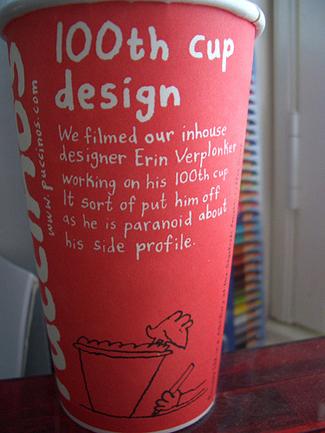 100th cup
design
We filmed our inhouse
designer Erin Verplonker
working on his 100th cup
It sort of put him off
as he is paranoid about
his side profile.
www.puccinos.com
Puccinos